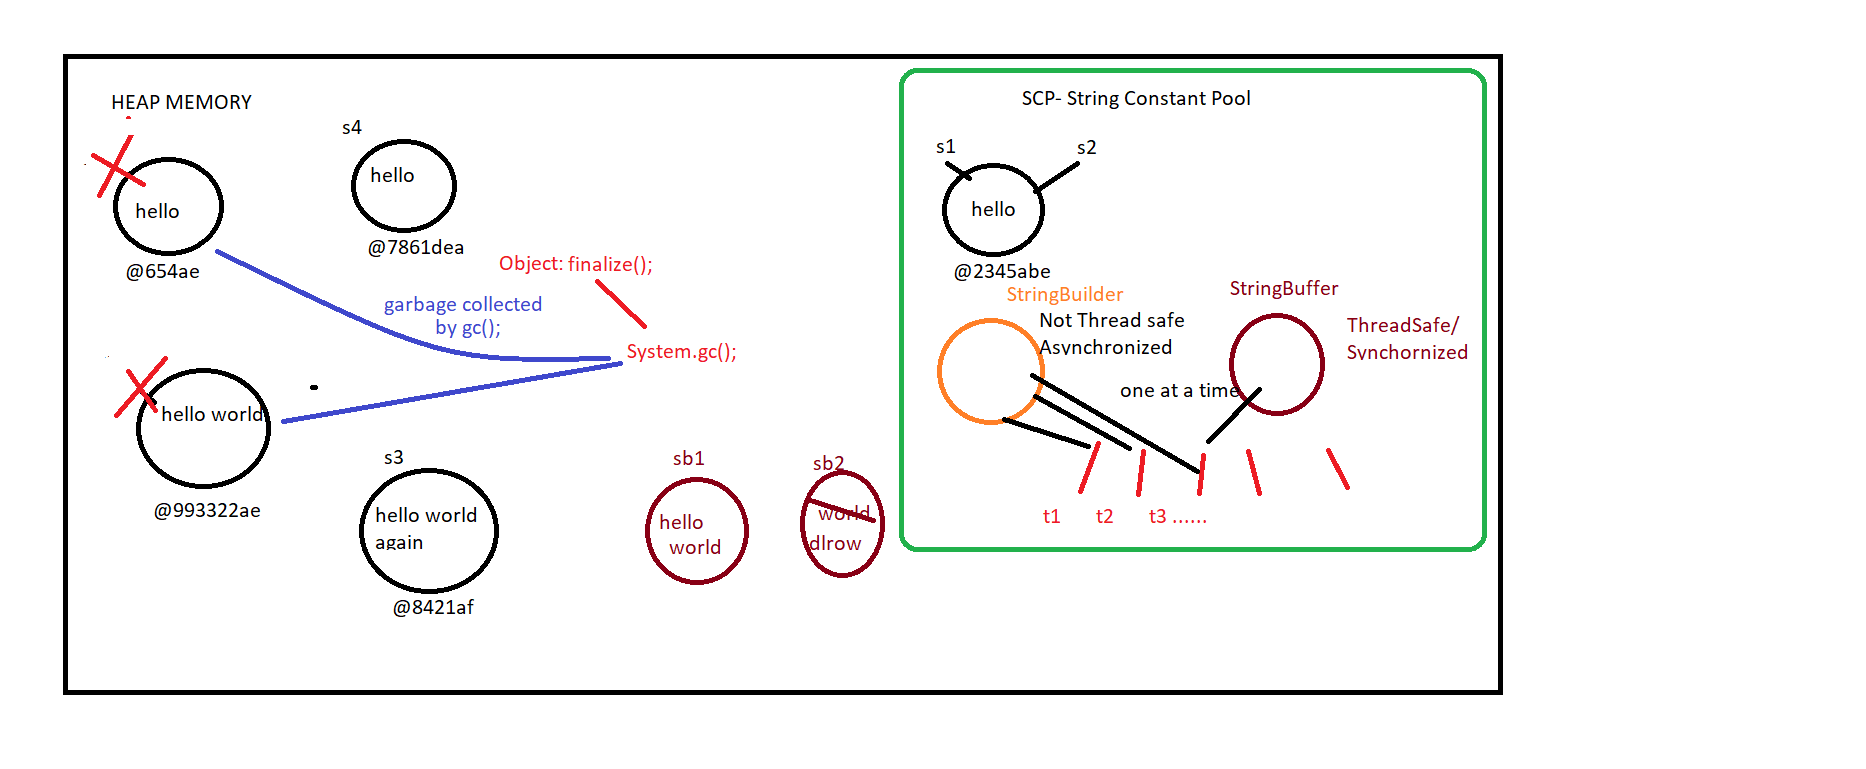 HEAP MEMORY
hello
@654ae
s4
hello
@7861dea
Object: finalize();
garbage collected
by gc();
System.gc();
hello world
@993322ae
s3
hello world
again
@8421af
sb1
hello
world
sb2
world
dlrow
SCP- String Constant Pool
s1
s2
hello
@2345abe
StringBuilder
Not Thread safe
Asynchronized
StringBuffer
ThreadSafe/
Synchornized
one at a time
t1
t2
t3 ......